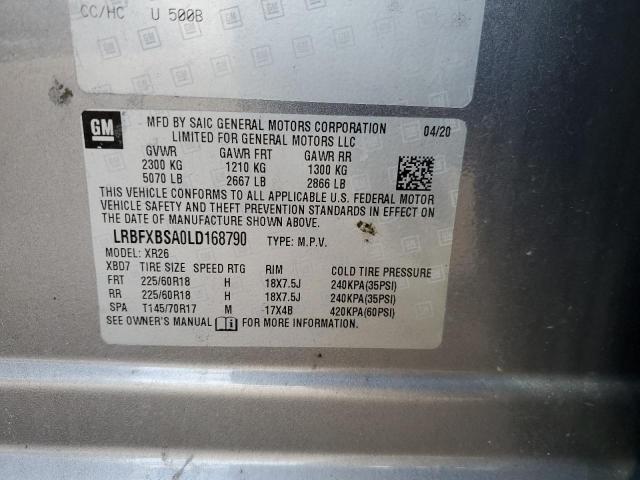 CC/HC U 500B
GM
MFD BY SAIC GENERAL MOTORS CORPORATION 04/20
LIMITED FOR GENERAL MOTORS LLC
GVWR GAWR FRT GAWR RR
2300 KG 1210 KG 1300 KG
5070 LB 2667 LB 2866 LB
THIS VEHICLE CONFORMS TO ALL APPLICABLE U.S. FEDERAL MOTOR
VEHICLE SAFETY AND THEFT PREVENTION STANDARDS IN EFFECT ON
THE DATE OF MANUFACTURE SHOWN ABOVE.
LRBFXBSA0LD168790 TYPE: M.P.V.
MODEL: XR26
XBD7 TIRE SIZE SPEED RTG RIM COLD TIRE PRESSURE
FRT 225/60R18 H 18X7.5J 240KPA(35PSI)
RR 225/60R18 H 18X7.5J 240KPA(35PSI)
SPA T145/70R17 M 17X4B 420KPA(60PSI)
SEE OWNER'S MANUAL FOR MORE INFORMATION.